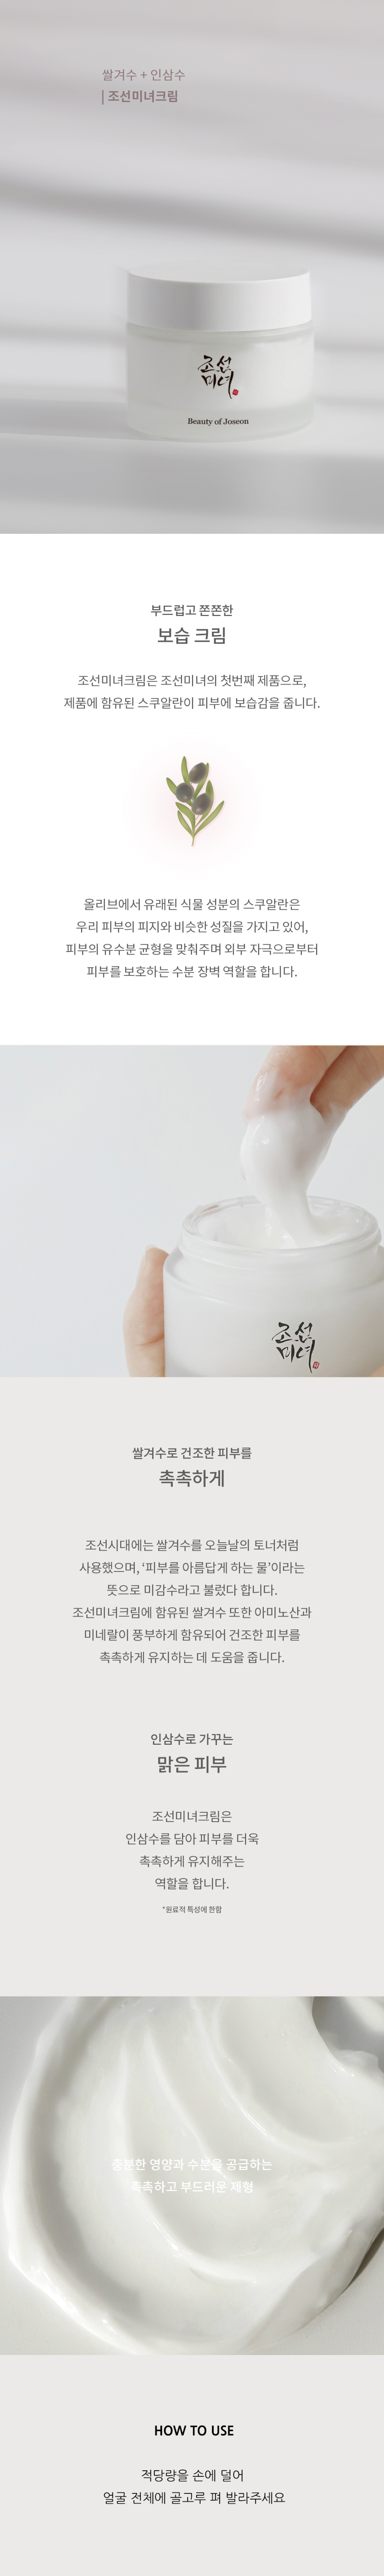 쌀겨수 + 인삼수
| 조선미녀크림
조선
미녀
Beauty of Joseon
부드럽고 쫀쫀한
보습 크림
조선미녀크림은 조선미녀의 첫번째 제품으로,
제품에 함유된 스쿠알란이 피부에 보습감을 줍니다.
올리브에서 유래된 식물 성분의 스쿠알란은
우리 피부의 피지와 비슷한 성질을 가지고 있어,
피부의 유수분 균형을 맞춰주며 외부 자극으로부터
피부를 보호하는 수분 장벽 역할을 합니다.
조선
미녀
쌀겨수로 건조한 피부를
촉촉하게
조선시대에는 쌀겨수를 오늘날의 토너처럼
사용했으며, ‘피부를 아름답게 하는 물’이라는
뜻으로 미감수라고 불렀다 합니다.
조선미녀크림에 함유된 쌀겨수 또한 아미노산과
미네랄이 풍부하게 함유되어 건조한 피부를
촉촉하게 유지하는 데 도움을 줍니다.
인삼수로 가꾸는
맑은 피부
조선미녀크림은
인삼수를 담아 피부를 더욱
촉촉하게 유지해주는
역할을 합니다.
*원료적 특성에 한함
충분한 영양과 수분을 공급하는
촉촉하고 부드러운 제형
HOW TO USE
적당량을 손에 덜어
얼굴 전체에 골고루 펴 발라주세요